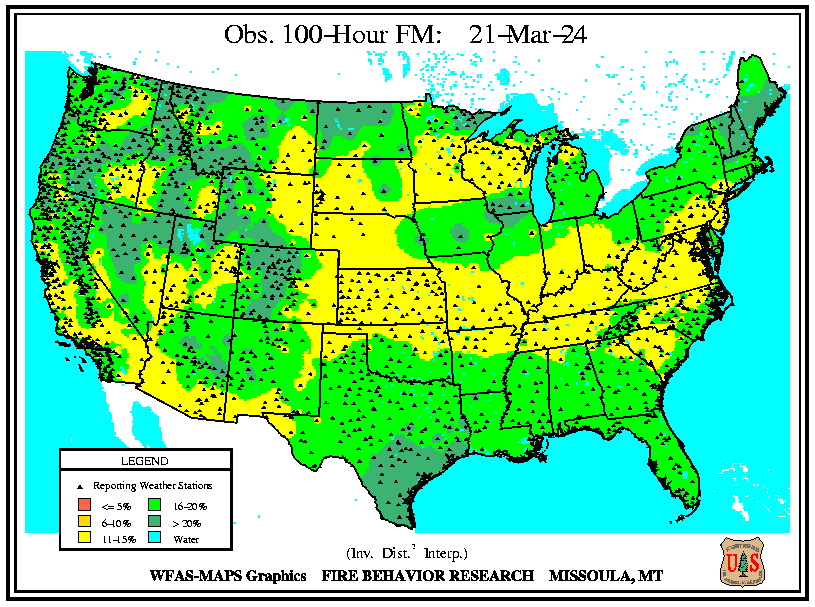 Obs. 100-Hour FM: 21-Mar-24
LEGEND
Reporting Weather Stations
<= 5%
16-20%
6-10%
> 20%
11-15%
Water
(Inv. Dist.² Interp.)
WFAS-MAPS Graphics FIRE BEHAVIOR RESEARCH MISSOULA, MT
U S